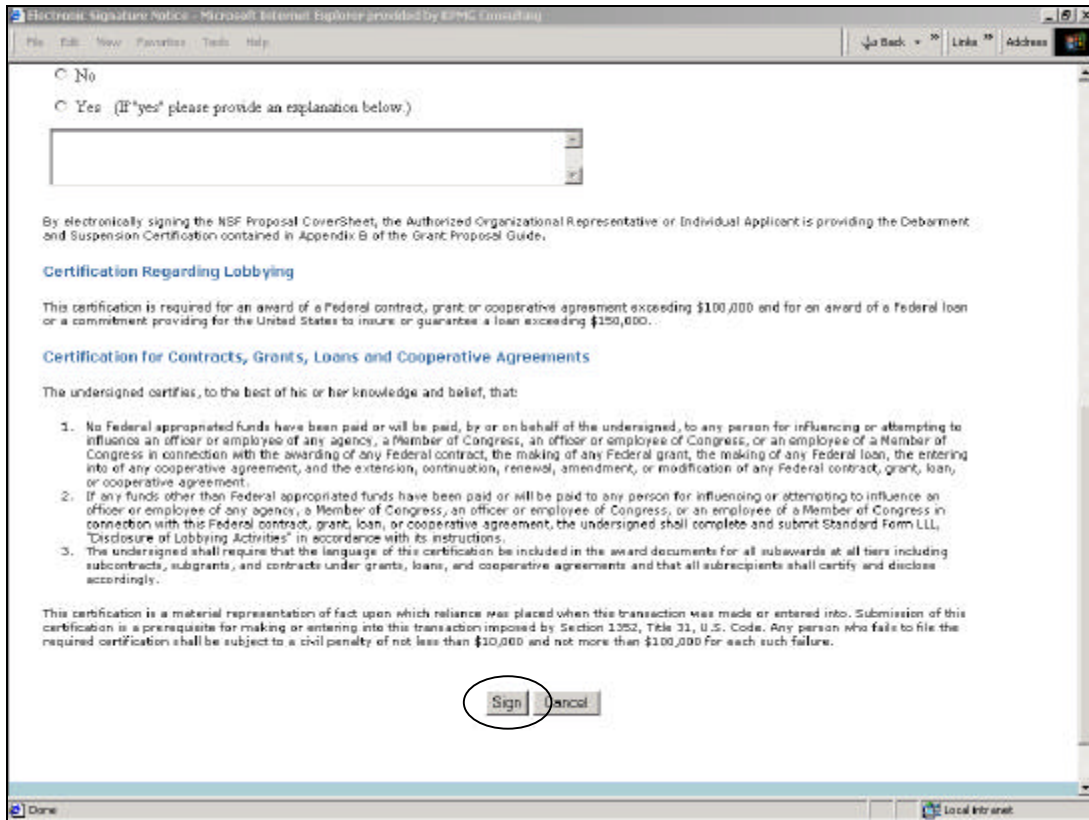 Electronic Signature Notice - Microsoft Internet Explorer provided by KPMG Consulting
File Edit View Favorites Tools Help
Back » Links » Address
No
Yes (If "yes" please provide an explanation below.)
By electronically signing the NSF Proposal CoverSheet, the Authorized Organizational Representative or Individual Applicant is providing the Debarment
and Suspension Certification contained in Appendix B of the Grant Proposal Guide.
Certification Regarding Lobbying
This certification is required for an award of a Federal contract, grant or cooperative agreement exceeding $100,000 and for an award of a Federal loan
or a commitment providing for the United States to insure or guarantee a loan exceeding $150,000.
Certification for Contracts, Grants, Loans and Cooperative Agreements
The undersigned certifies, to the best of his or her knowledge and belief, that:
1. No Federal appropriated funds have been paid or will be paid, by or on behalf of the undersigned, to any person for influencing or attempting to
influence an officer or employee of any agency, a Member of Congress, an officer or employee of Congress, or an employee of a Member of
Congress in connection with the awarding of any Federal contract, the making of any Federal grant, the making of any Federal loan, the entering
into of any cooperative agreement, and the extension, continuation, renewal, amendment, or modification of any Federal contract, grant, loan,
or cooperative agreement.
2. If any funds other than Federal appropriated funds have been paid or will be paid to any person for influencing or attempting to influence an
officer or employee of any agency, a Member of Congress, an officer or employee of Congress, or an employee of a Member of Congress in
connection with this Federal contract, grant, loan, or cooperative agreement, the undersigned shall complete and submit Standard Form LLL,
"Disclosure of Lobbying Activities" in accordance with its instructions.
3. The undersigned shall require that the language of this certification be included in the award documents for all subawards at all tiers including
subcontracts, subgrants, and contracts under grants, loans, and cooperative agreements and that all subrecipients shall certify and disclose
accordingly.
This certification is a material representation of fact upon which reliance was placed when this transaction was made or entered into. Submission of this
certification is a prerequisite for making or entering into this transaction imposed by Section 1352, Title 31, U.S. Code. Any person who fails to file the
required certification shall be subject to a civil penalty of not less than $10,000 and not more than $100,000 for each such failure.
Sign Cancel
Done Local intranet